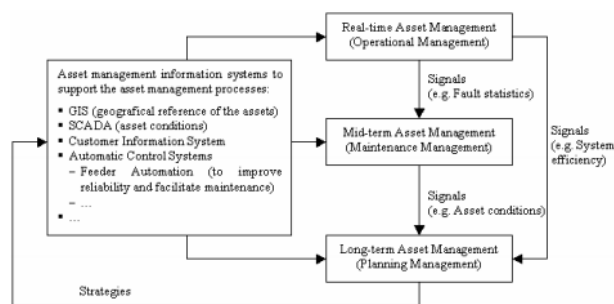 Real-time Asset Management
(Operational Management)
Asset management information systems to
support the asset management processes:
▪ GIS (geografical reference of the assets)
▪ SCADA (asset conditions)
▪ Customer Information System
▪ Automatic Control Systems
– Feeder Automation (to improve
reliability and facilitate maintenance)
– ...
▪ ...
Signals
(e.g. Fault statistics)
Mid-term Asset Management
(Maintenance Management)
Signals
(e.g. System
efficiency)
Signals
(e.g. Asset conditions)
Long-term Asset Management
(Planning Management)
Strategies